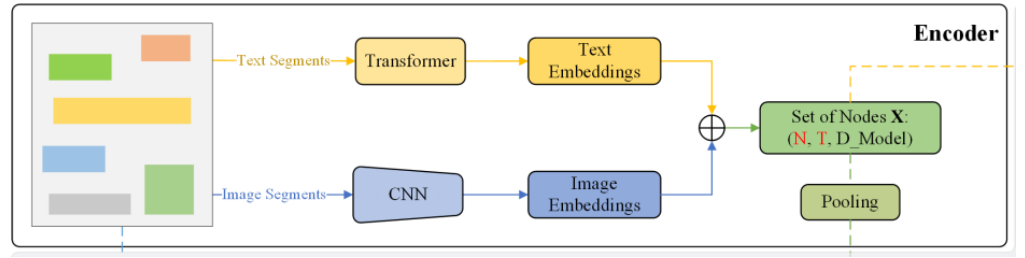 Encoder
Text Segments
Transformer
Text
Embeddings
Set of Nodes X:
(N, T, D_Model)
Image Segments
CNN
Image
Embeddings
Pooling